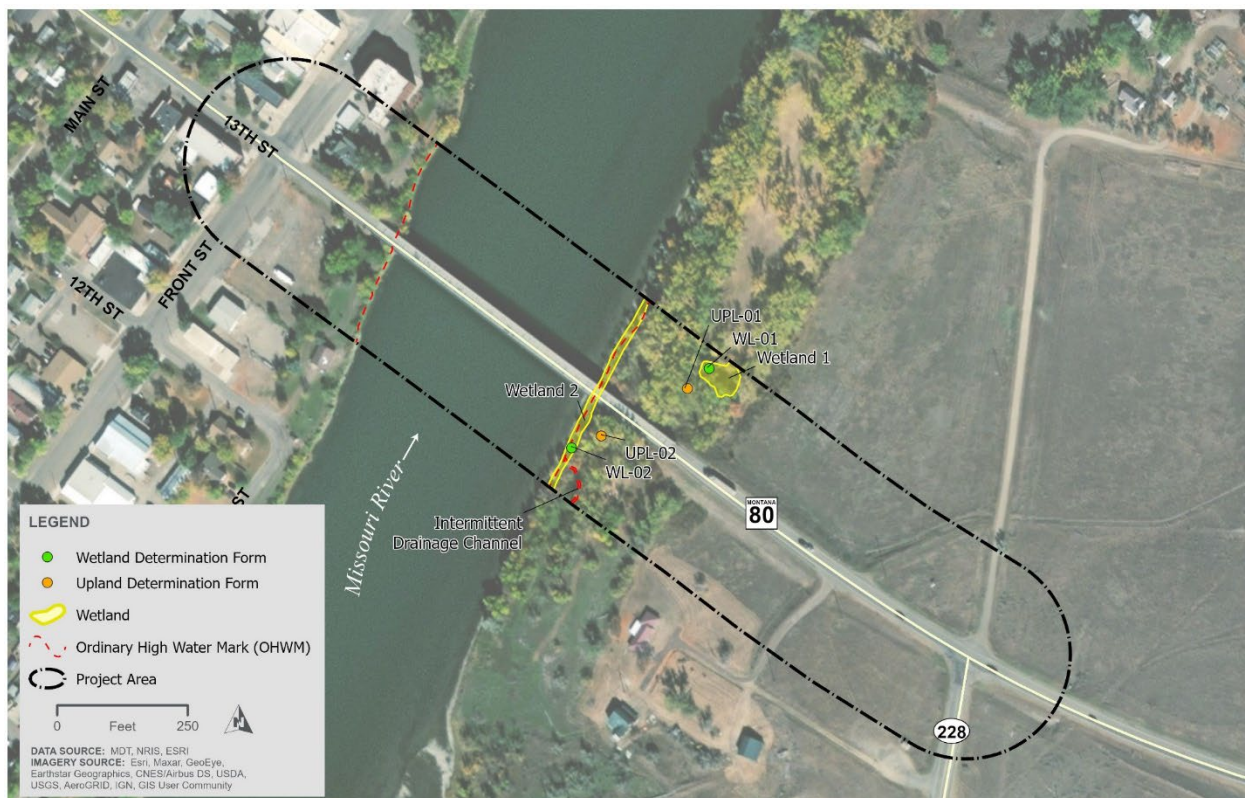 MAIN ST
13TH ST
FRONT ST
12TH ST
ST
Missouri River
UPL-01
WL-01
Wetland 1
Wetland 2
UPL-02
WL-02
Intermittent
Drainage Channel
MONTANA
80
228
LEGEND
Wetland Determination Form
Upland Determination Form
Wetland
Ordinary High Water Mark (OHWM)
Project Area
0 250
Feet
N
DATA SOURCE: MDT, NRIS, ESRI
IMAGERY SOURCE: Esri, Maxar, GeoEye,
Earthstar Geographics, CNES/Airbus DS, USDA,
USGS, AeroGRID, IGN, GIS User Community